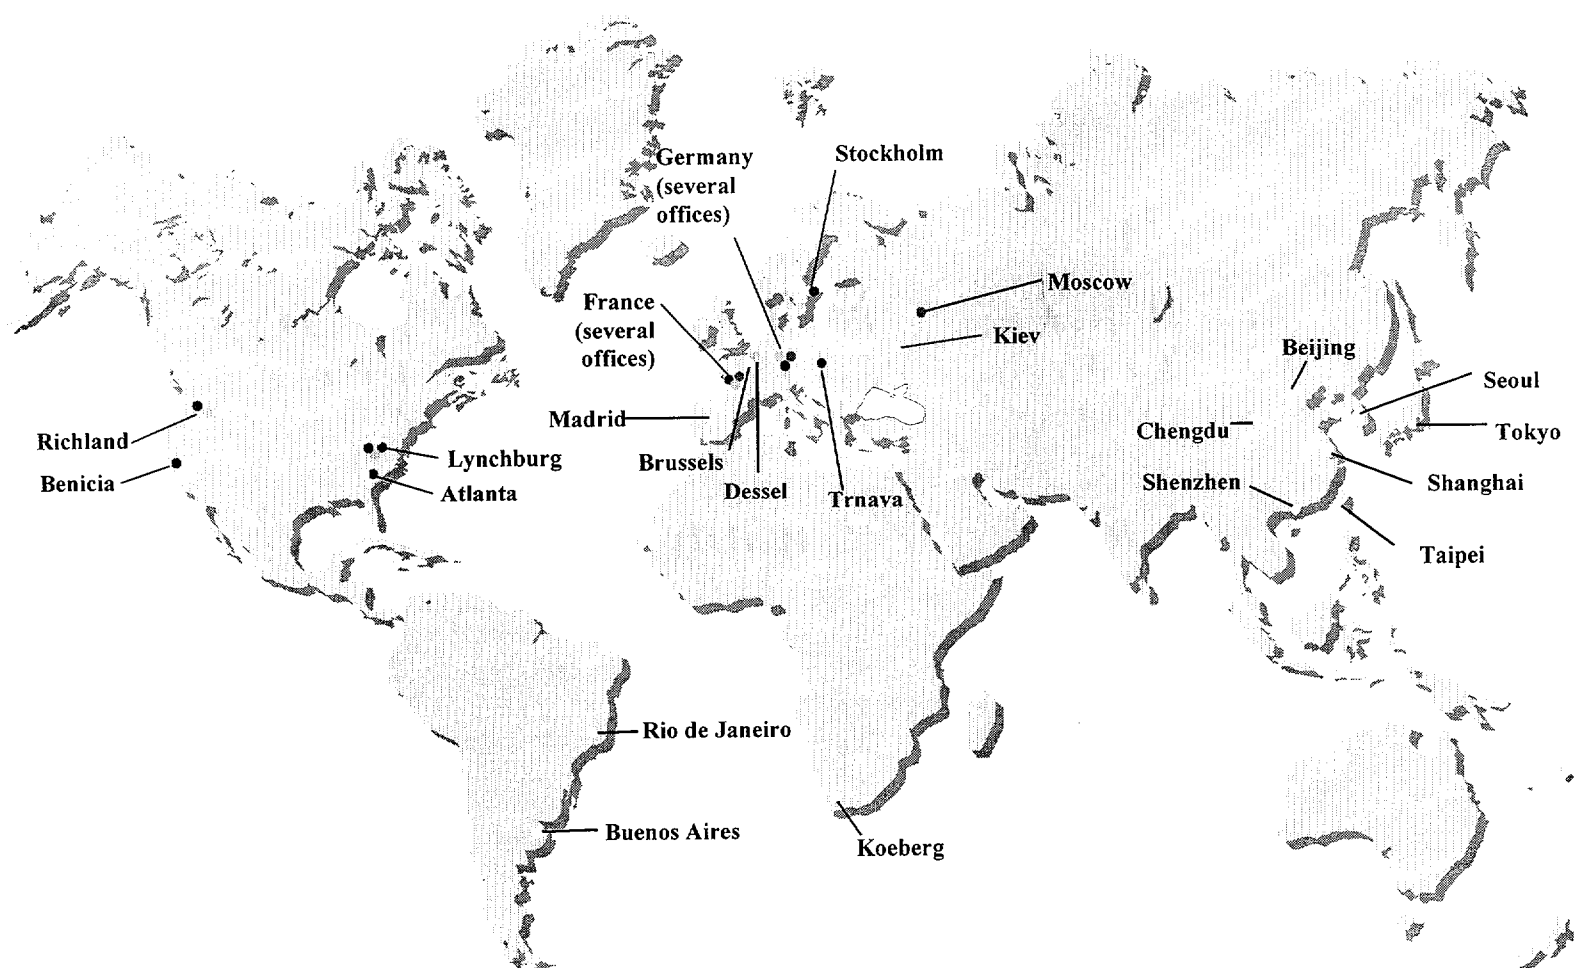 Germany
(several
offices)
Stockholm
France
(several
offices)
Moscow
Kiev
Beijing
Seoul
Richland
Madrid
Chengdu
Tokyo
Benicia
Lynchburg
Atlanta
Brussels
Dessel
Trnava
Shenzhen
Shanghai
Taipei
Rio de Janeiro
Buenos Aires
Koeberg